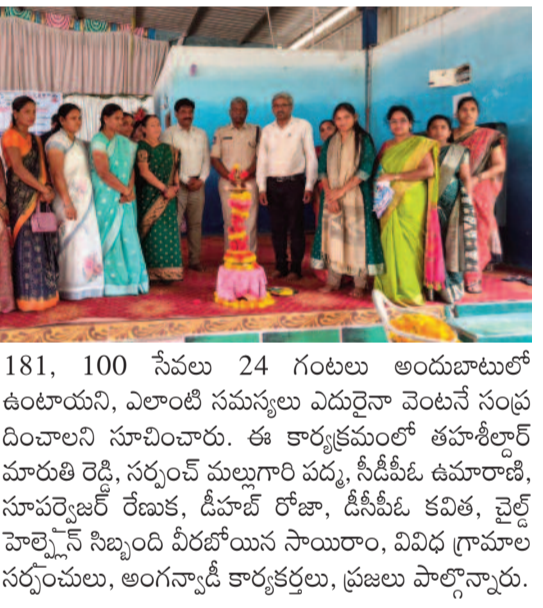 181, 100 సేవలు 24 గంటలు అందుబాటులో
ఉంటాయని, ఎలాంటి సమస్యలు ఎదురైనా వెంటనే సంప్ర
దించాలని సూచించారు. ఈ కార్యక్రమంలో తహశీల్దార్
మారుతి రెడ్డి, సర్పంచ్ మల్లుగారి పద్మ, సీడీపీఓ ఉమారాణి,
సూపర్వైజర్ రేణుక, డీహబ్ రోజా, డీసీపీఓ కవిత, చైల్డ్
హెల్ప్లైన్ సిబ్బంది వీరబోయిన సాయిరాం, వివిధ గ్రామాల
సర్పంచులు, అంగన్వాడీ కార్యకర్తలు, ప్రజలు పాల్గొన్నారు.